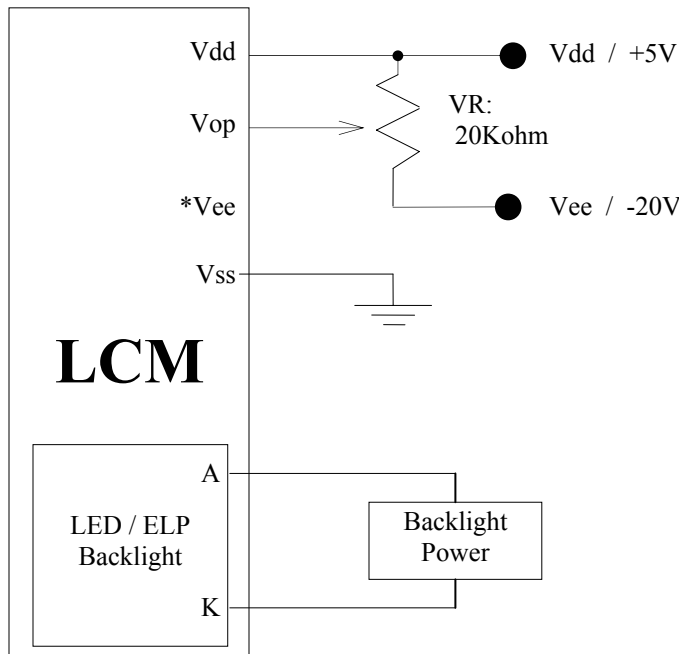 Vdd
Vdd / +5V
VR:
20Kohm
Vop
*Vee
Vee / -20V
Vss
LCM
A
LED / ELP
Backlight
Backlight
Power
K